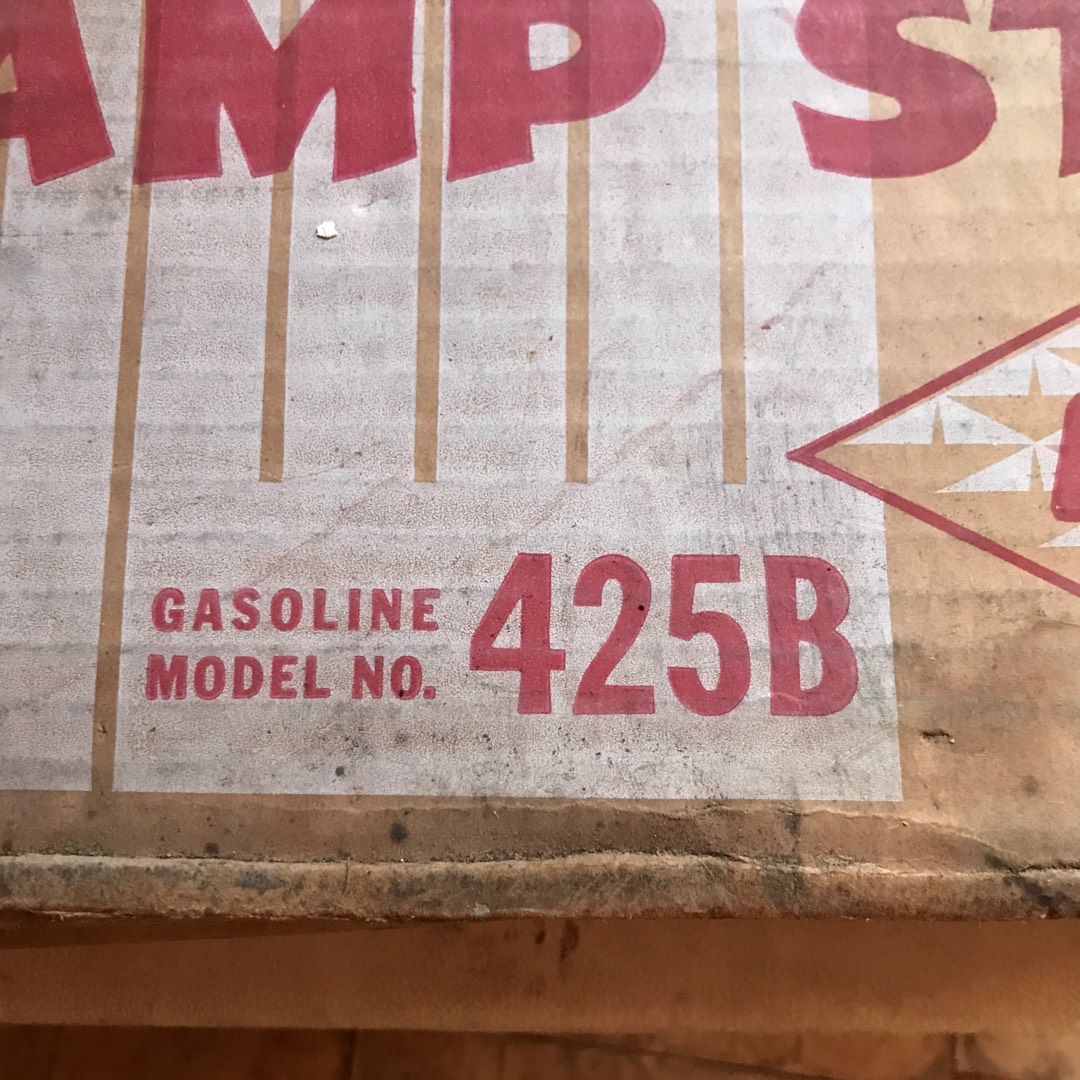 AMP ST
GASOLINE
MODEL NO. 425B